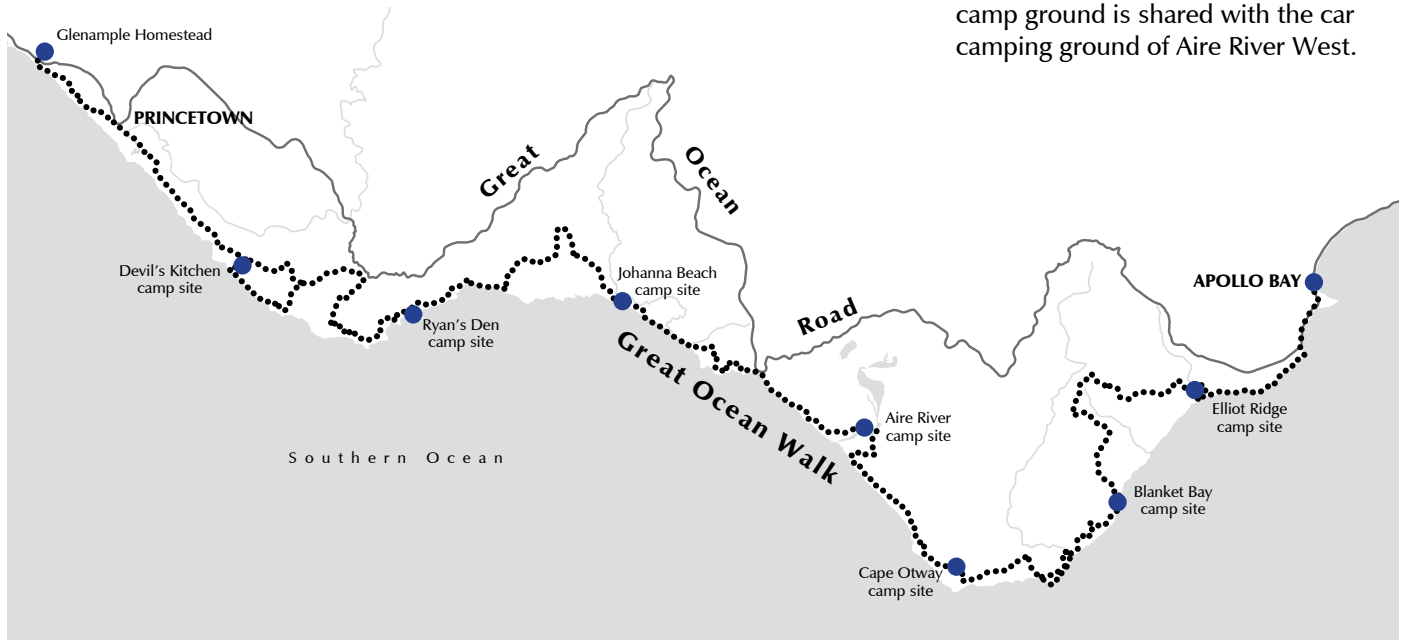 camp ground is shared with the car
camping ground of Aire River West.
Glenample Homestead
PRINCETOWN
Great
Ocean
Road
Devil’s Kitchen
camp site
Ryan’s Den
camp site
Johanna Beach
camp site
APOLLO BAY
Great Ocean Walk
Elliot Ridge
camp site
Aire River
camp site
Southern Ocean
Blanket Bay
camp site
Cape Otway
camp site